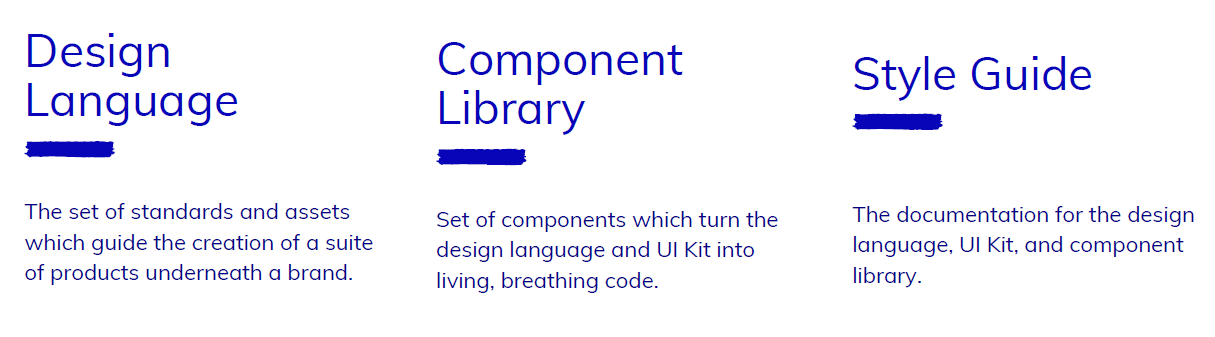 Design
Language
The set of standards and assets
which guide the creation of a suite
of products underneath a brand.
Component
Library
Set of components which turn the
design language and UI Kit into
living, breathing code.
Style Guide
The documentation for the design
language, UI Kit, and component
library.